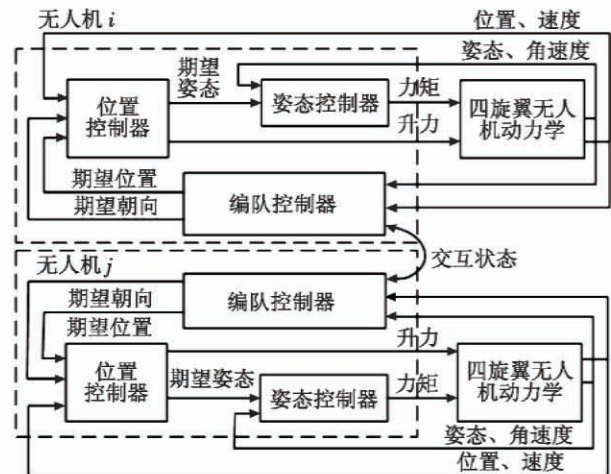 无人机i
位置、速度
期望
姿态
姿态、角速度
位置
控制器
姿态控制器
力矩
四旋翼无人
机动力学
升力
期望位置
期望朝向
编队控制器
交互状态
无人机j
期望朝向
编队控制器
期望位置
升力
位置
控制器
期望姿态
姿态控制器
力矩
四旋翼无人
机动力学
姿态、角速度
位置、速度